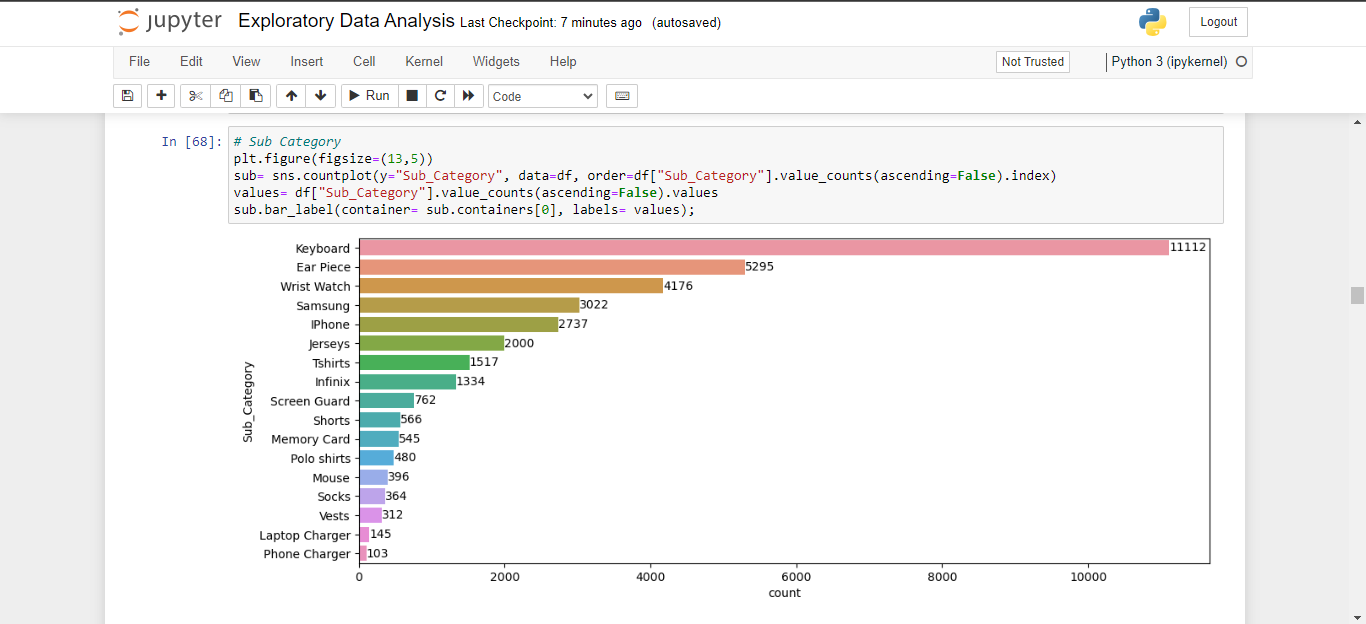 jupyter Exploratory Data Analysis Last Checkpoint: 7 minutes ago (autosaved)
Logout
File Edit View Insert Cell Kernel Widgets Help
Not Trusted
Python 3 (ipykernel)
Run
Code
In [68]:
# Sub Category
plt.figure(figsize=(13,5))
sub= sns.countplot(y="Sub_Category", data=df, order=df["Sub_Category"].value_counts(ascending=False).index)
values= df["Sub_Category"].value_counts(ascending=False).values
sub.bar_label(container= sub.containers[0], labels= values);
Keyboard 11112
Ear Piece 5295
Wrist Watch 4176
Samsung 3022
IPhone 2737
Jerseys 2000
Tshirts 1517
Infinix 1334
Screen Guard 762
Shorts 566
Memory Card 545
Polo shirts 480
Mouse 396
Socks 364
Vests 312
Laptop Charger 145
Phone Charger 103
Sub_Category
0 2000 4000 6000 8000 10000
count